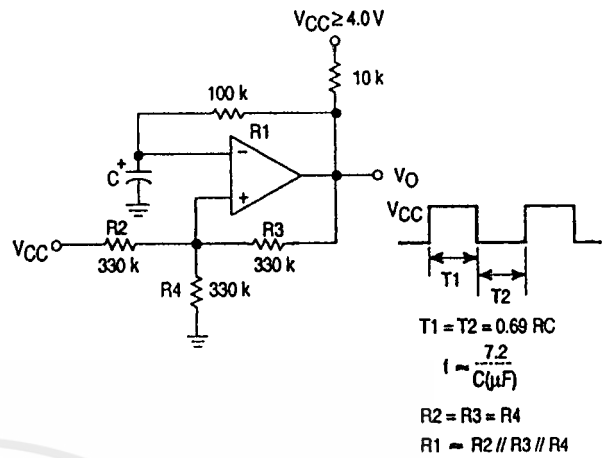 VCC ≥ 4.0 V
10 k
100 k
R1
−
+
C
+
VO
VCC
R2
330 k
R3
330 k
R4
330 k
VCC
T1
T2
T1 = T2 = 0.69 RC
f ≈ 7.2
C(µF)
R2 = R3 = R4
R1 ≈ R2 // R3 // R4